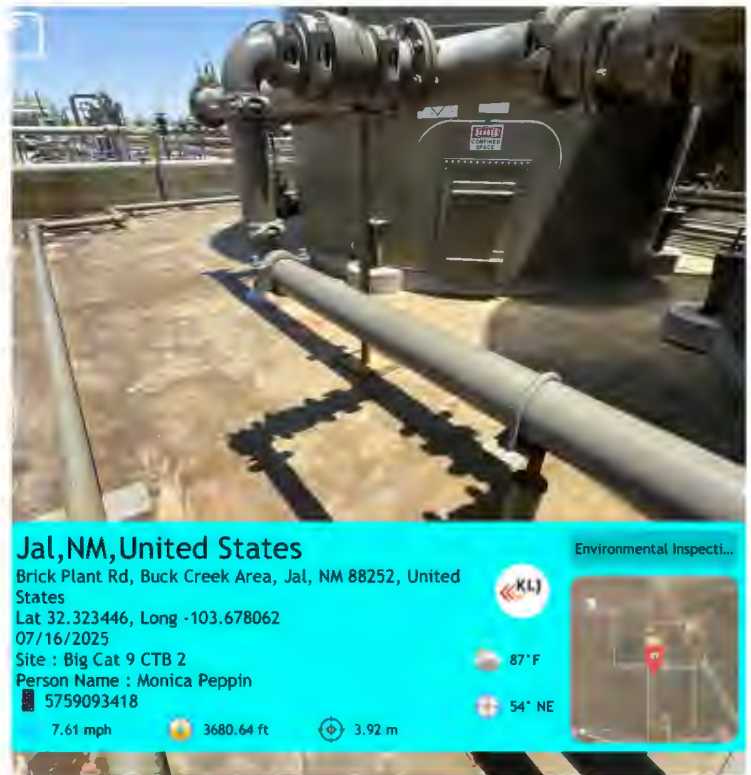 CONFINED
SPACE
Jal,NM,United States
Environmental Inspecti...
Brick Plant Rd, Buck Creek Area, Jal, NM 88252, United
States
KLJ
Lat 32.323446, Long -103.678062
07/16/2025
Site : Big Cat 9 CTB 2
87°F
Person Name : Monica Peppin
5759093418
54° NE
7.61 mph
3680.64 ft
3.92 m